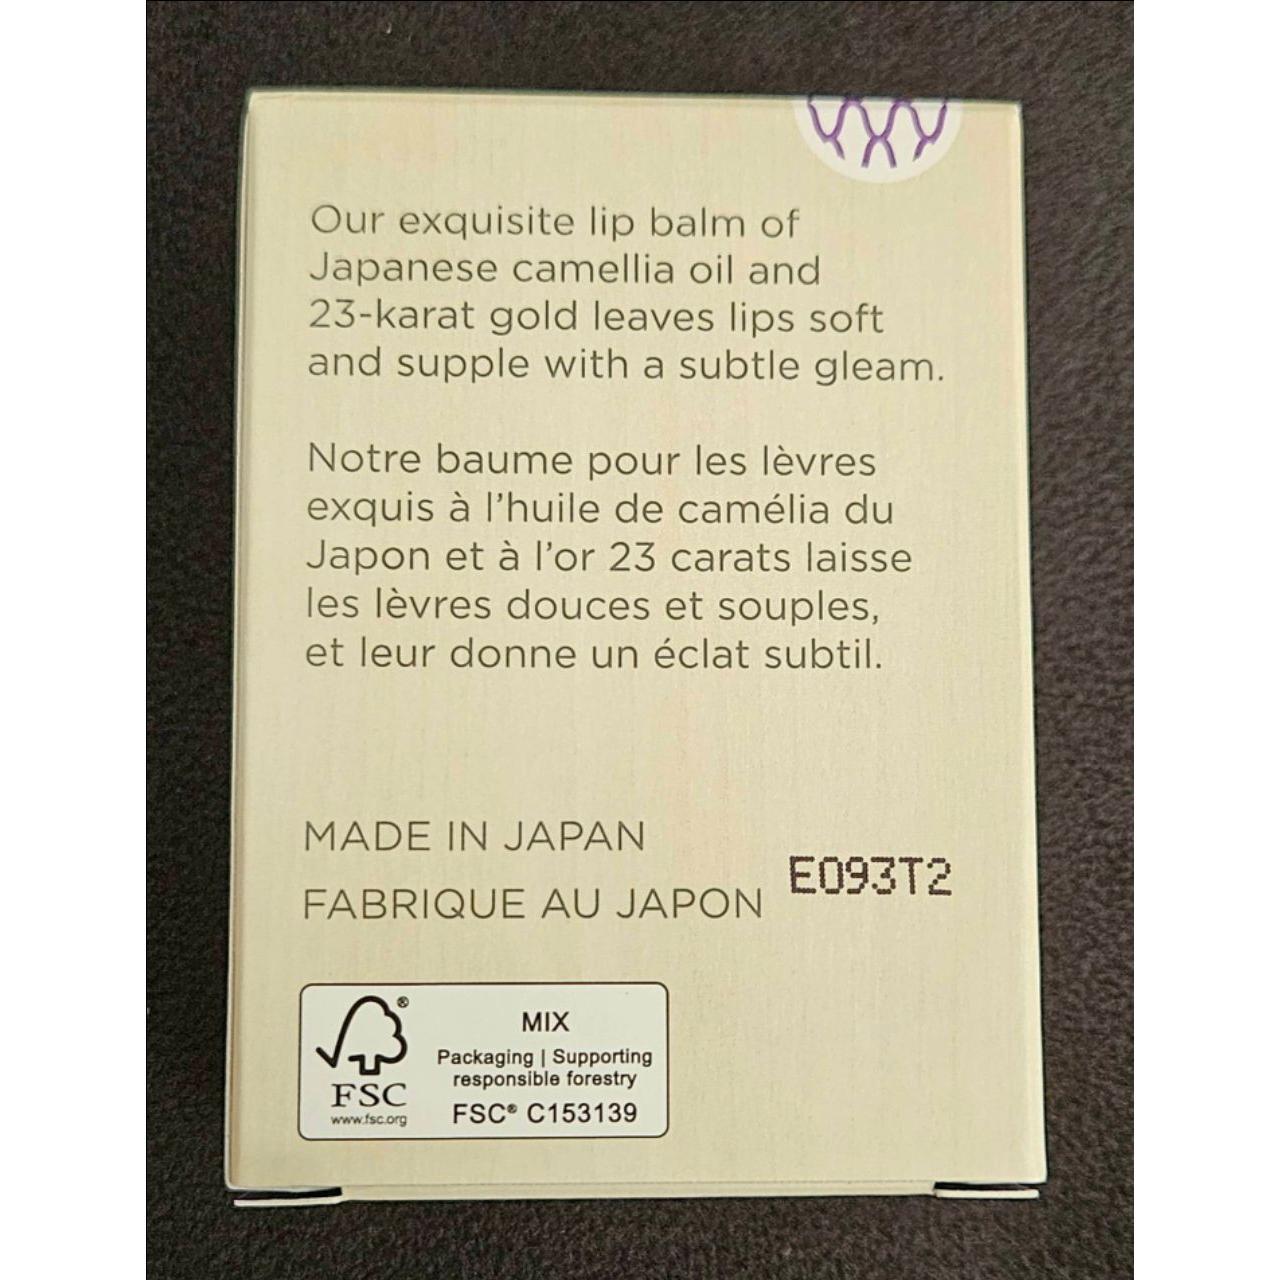 Our exquisite lip balm of
Japanese camellia oil and
23-karat gold leaves lips soft
and supple with a subtle gleam.
Notre baume pour les lèvres
exquis à l'huile de camélia du
Japon et à l'or 23 carats laisse
les lèvres douces et souples,
et leur donne un éclat subtil.
MADE IN JAPAN
FABRIQUE AU JAPON
E093T2
®
FSC
www.fsc.org
MIX
Packaging | Supporting
responsible forestry
FSC® C153139